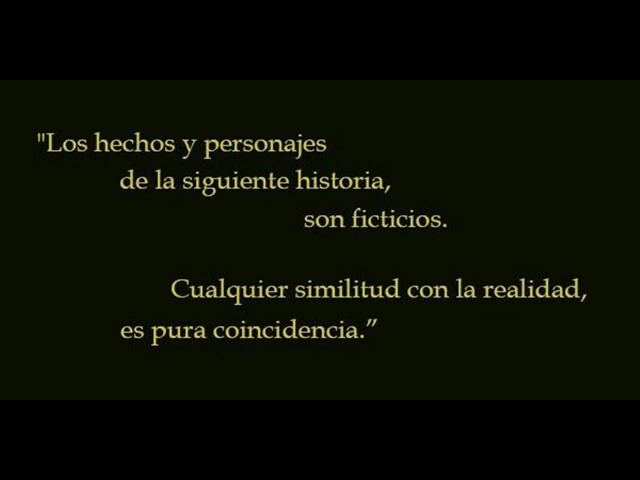 "Los hechos y personajes
de la siguiente historia,
son ficticios.
Cualquier similitud con la realidad,
es pura coincidencia.”